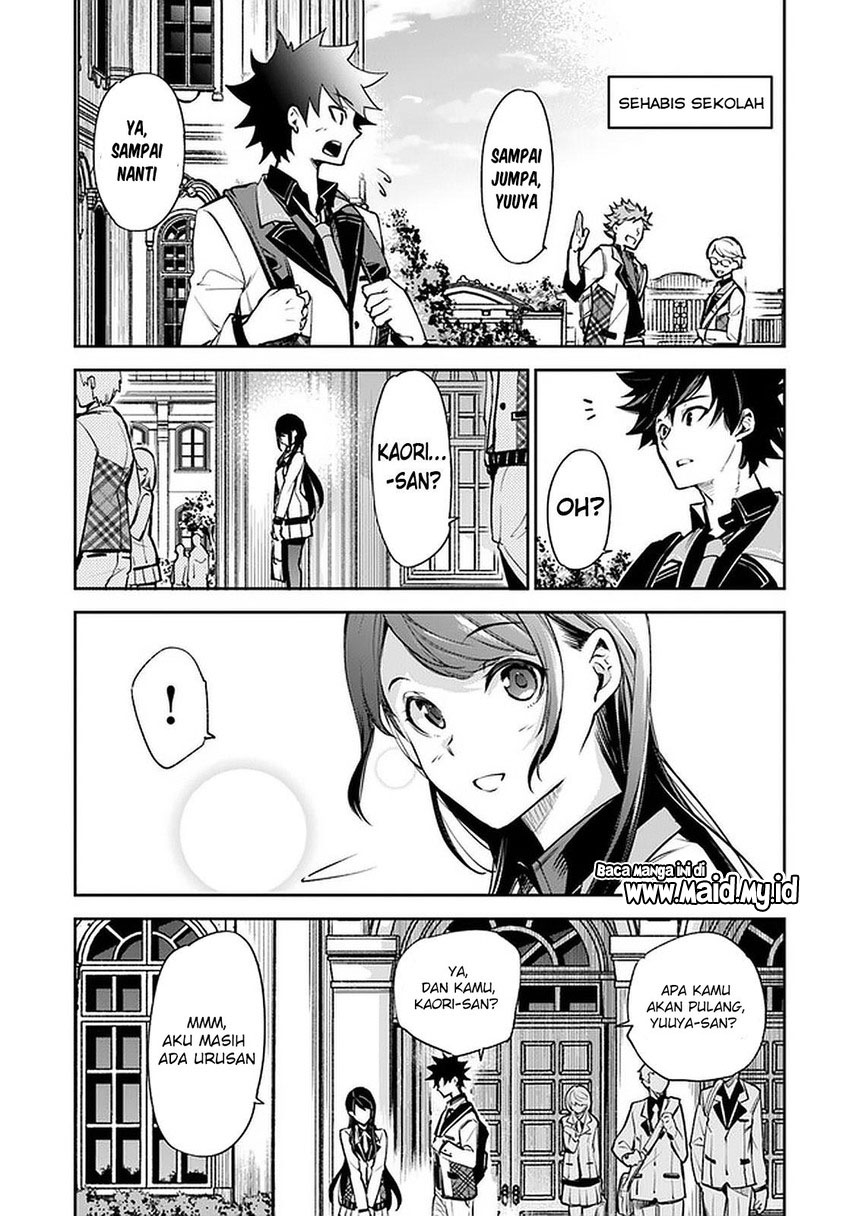 SEHABIS SEKOLAH
SAMPAI
JUMPA,
YUUYA
YA,
SAMPAI
NANTI
OH?
KAORI...
-SAN?
!
Baca Manga ini di
www.Maid.My.id
APA KAMU
AKAN PULANG,
YUUYA-SAN?
YA,
DAN KAMU,
KAORI-SAN?
MMM,
AKU MASIH
ADA URUSAN